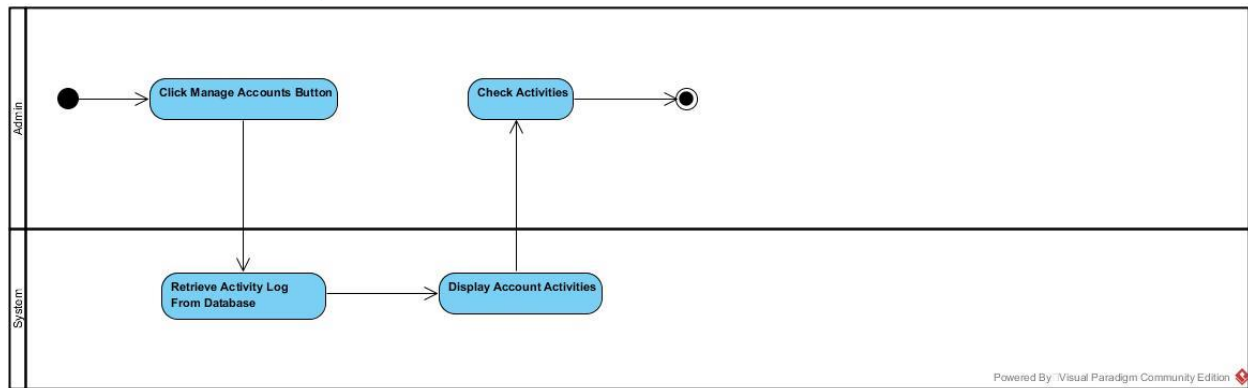 Admin
Click Manage Accounts Button
Check Activities
System
Retrieve Activity Log
From Database
Display Account Activities
Powered By Visual Paradigm Community Edition